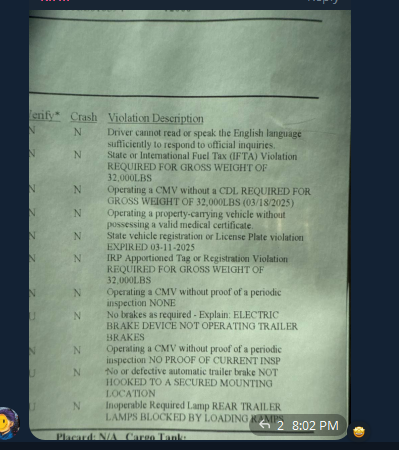 Reply
erify* Crash Violation Description
N N Driver cannot read or speak the English language
sufficiently to respond to official inquiries.
N N State or International Fuel Tax (IFTA) Violation
REQUIRED FOR GROSS WEIGHT OF
32,000LBS
N N Operating a CMV without a CDL REQUIRED FOR
GROSS WEIGHT OF 32,000LBS (03/18/2025)
N N Operating a property-carrying vehicle without
possessing a valid medical certificate.
N N State vehicle registration or License Plate violation
EXPIRED 03-11-2025
N N IRP Apportioned Tag or Registration Violation
REQUIRED FOR GROSS WEIGHT OF
32,000LBS
N N Operating a CMV without proof of a periodic
inspection NONE
U N No brakes as required - Explain: ELECTRIC
BRAKE DEVICE NOT OPERATING TRAILER
BRAKES
N N Operating a CMV without proof of a periodic
inspection NO PROOF OF CURRENT INSP
U N No or defective automatic trailer brake NOT
HOOKED TO A SECURED MOUNTING
LOCATION
U N Inoperable Required Lamp REAR TRAILER
LAMPS BLOCKED BY LOADING RAMPS
2 8:02 PM
Placard: N/A Cargo Tank: